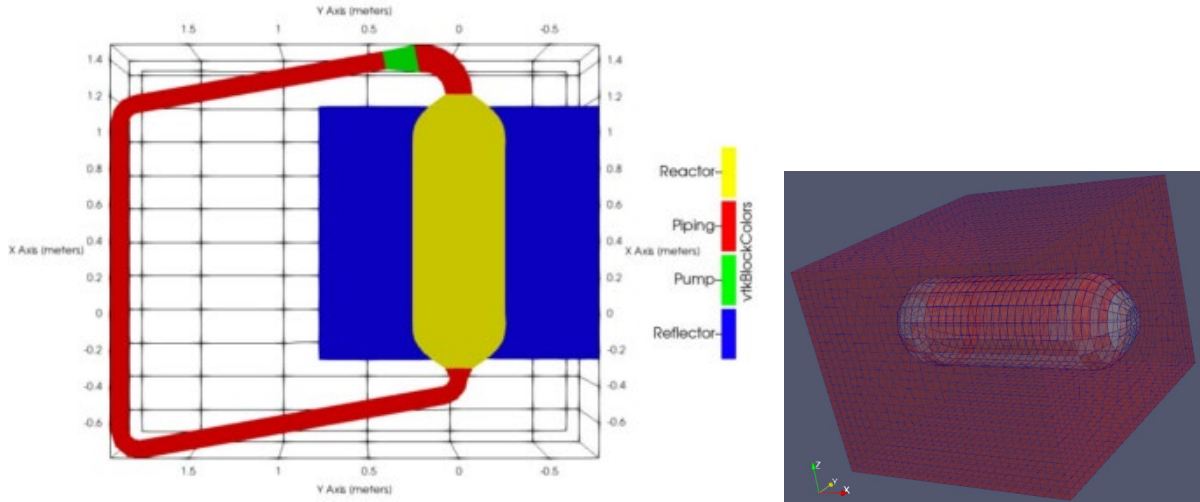 Y Axis (meters)
1.5 1 0.5 0 -0.5
1.4 1.4
1.2 1.2
1 1
0.8 0.8
0.6 0.6
0.4 0.4
X Axis (meters) X Axis (meters)
0.2 0.2
0 0
-0.2 -0.2
-0.4 -0.4
-0.6 -0.6
1.5 1 0.5 0 -0.5
Y Axis (meters)
Reactor
Piping
Pump
Reflector
vtkBlockColors
Z
Y
X